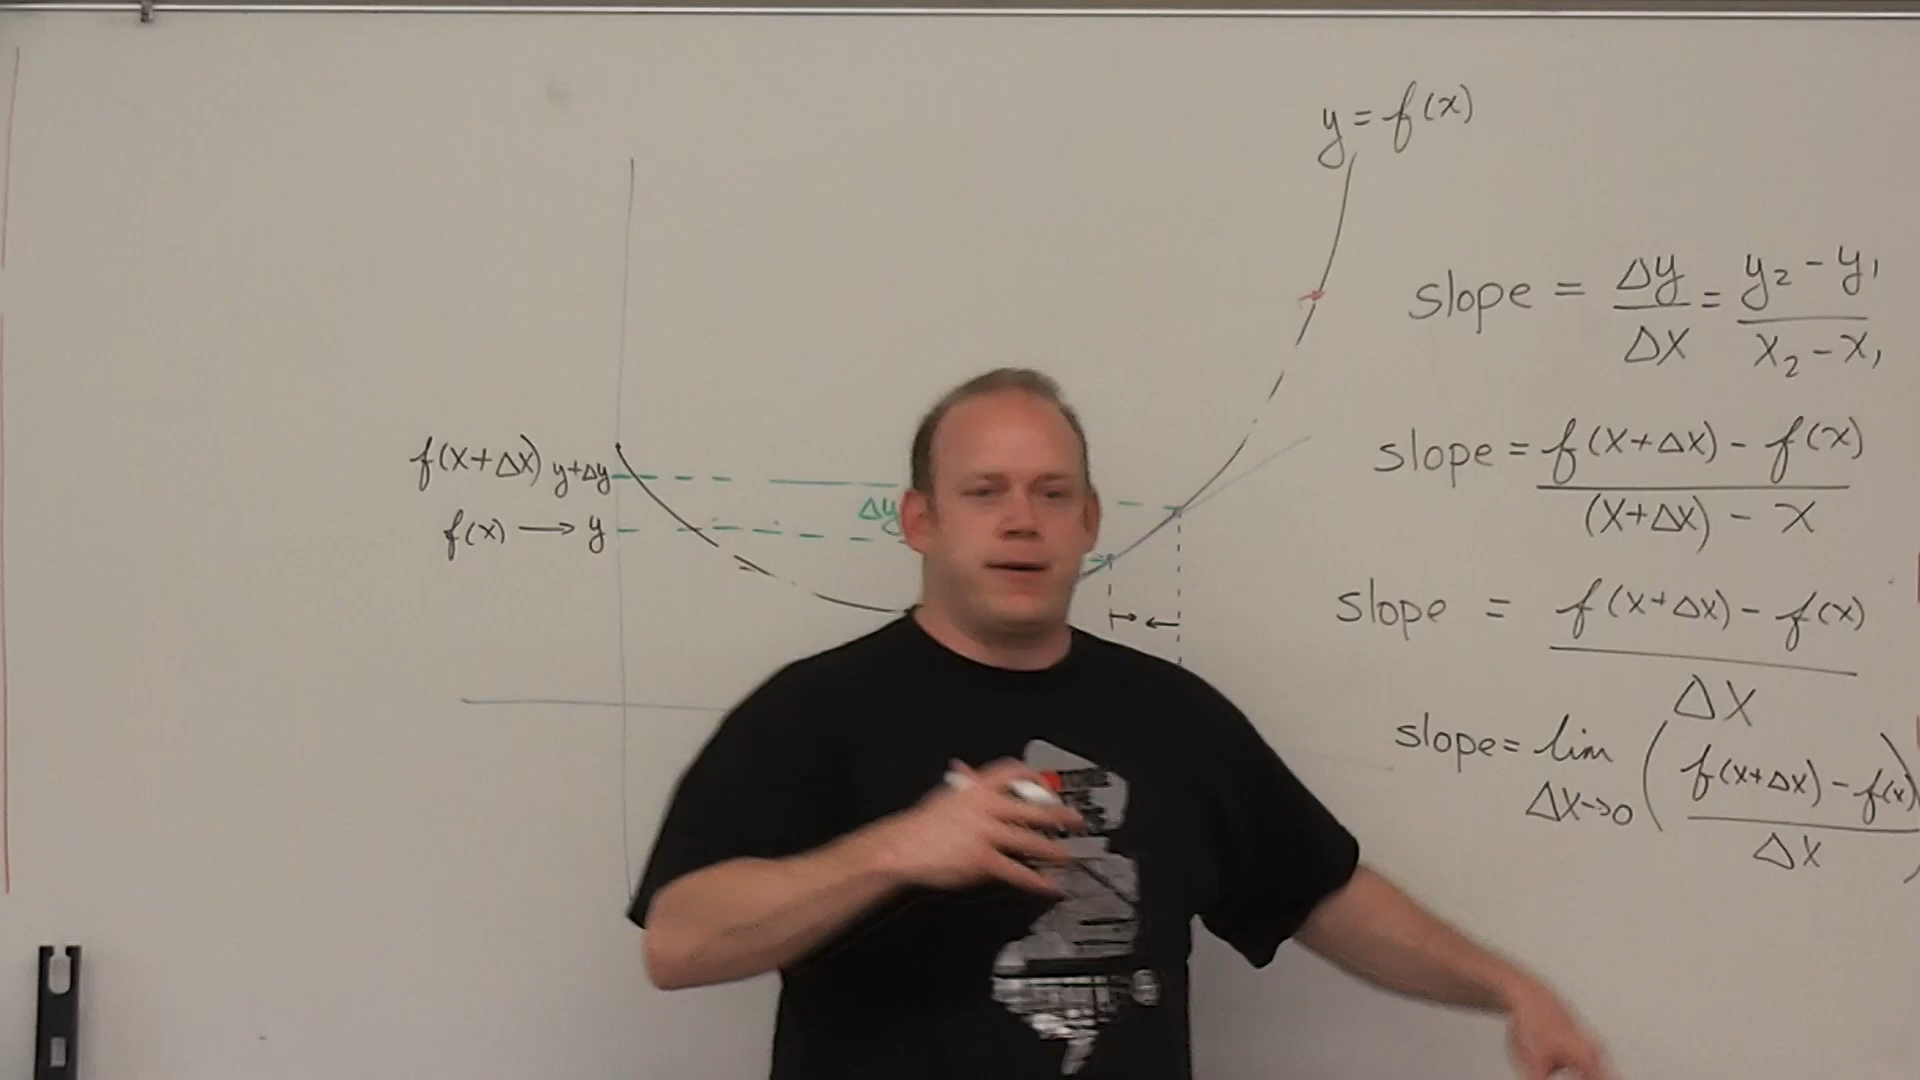 y = f(x)
slope = Δy/Δx = y₂ - y₁/x₂ - x₁
f(x+Δx) y+Δy
Δy
f(x) → y
slope = f(x+Δx) - f(x)/(x+Δx) - x
slope = f(x+Δx) - f(x)/Δx
slope = lim Δx→0 (f(x+Δx) - f(x)/Δx)